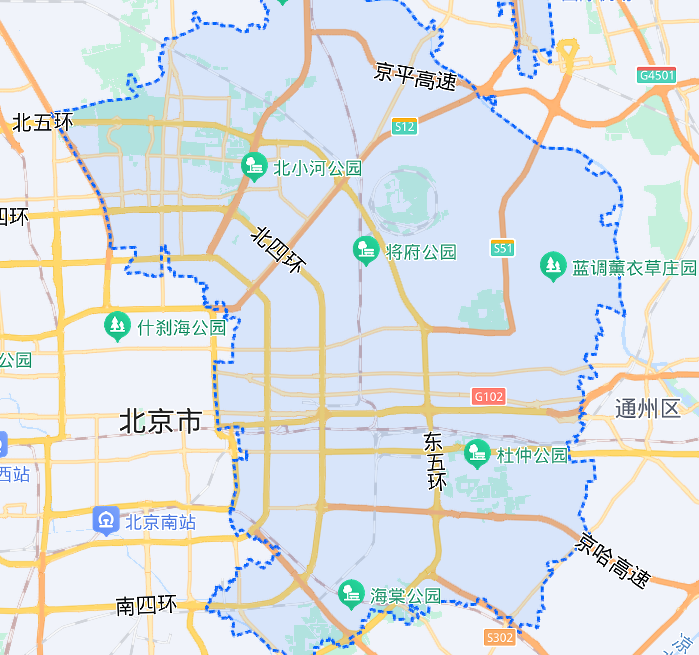 G4501
京平高速
北五环
S12
北小河公园
四环
北四环
将府公园
S51
蓝调薰衣草庄园
什刹海公园
公园
G102
通州区
北京市
东五环
杜仲公园
西站
北京南站
京哈高速
海棠公园
南四环
S302